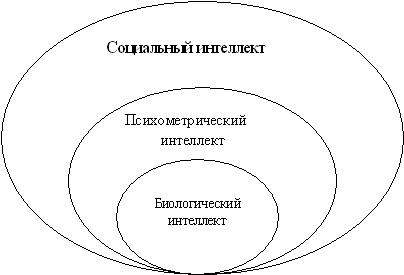 Социальный интеллект
Психометрический
интеллект
Биологический
интеллект